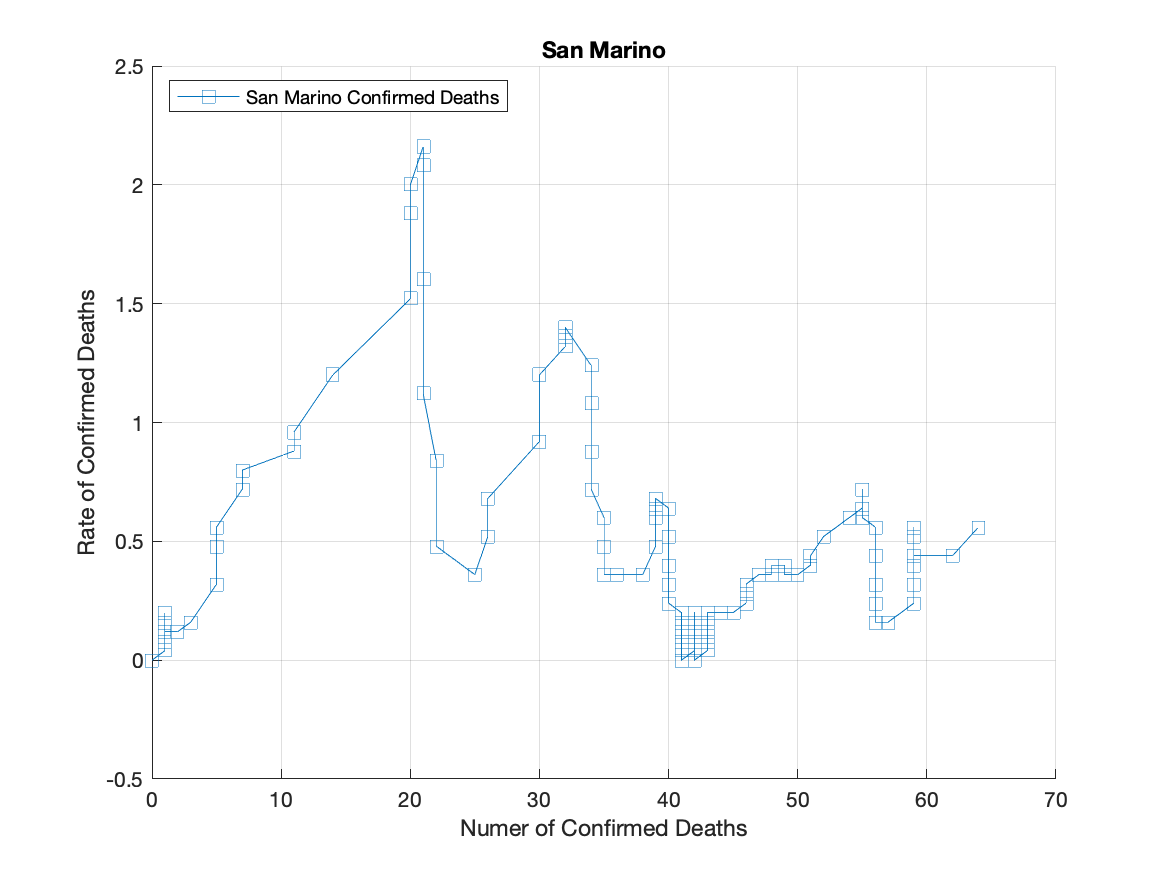 San Marino
San Marino Confirmed Deaths
2.5
2
1.5
1
0.5
0
-0.5
Rate of Confirmed Deaths
0 10 20 30 40 50 60 70
Numer of Confirmed Deaths